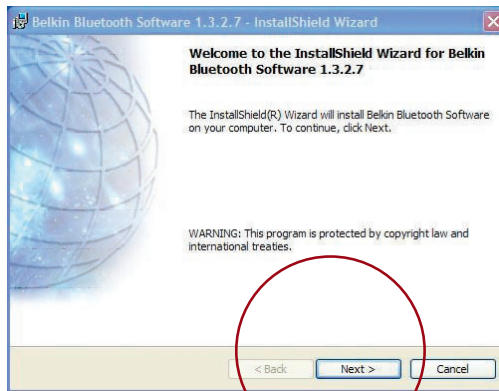 Belkin Bluetooth Software 1.3.2.7 - InstallShield Wizard
Welcome to the InstallShield Wizard for Belkin
Bluetooth Software 1.3.2.7
The InstallShield(R) Wizard will install Belkin Bluetooth Software
on your computer. To continue, click Next.
WARNING: This program is protected by copyright law and
international treaties.
< Back Next > Cancel